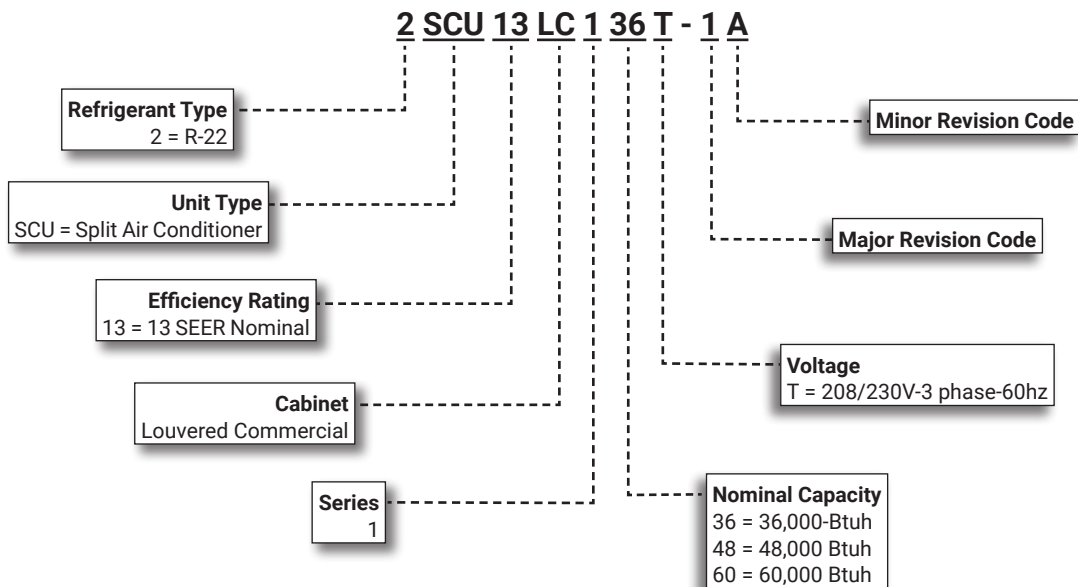 2 SCU 13 LC 1 36 T - 1 A
Refrigerant Type
2 = R-22
Minor Revision Code
Unit Type
SCU = Split Air Conditioner
Major Revision Code
Efficiency Rating
13 = 13 SEER Nominal
Voltage
T = 208/230V-3 phase-60hz
Cabinet
Louvered Commercial
Series
1
Nominal Capacity
36 = 36,000-Btuh
48 = 48,000 Btuh
60 = 60,000 Btuh